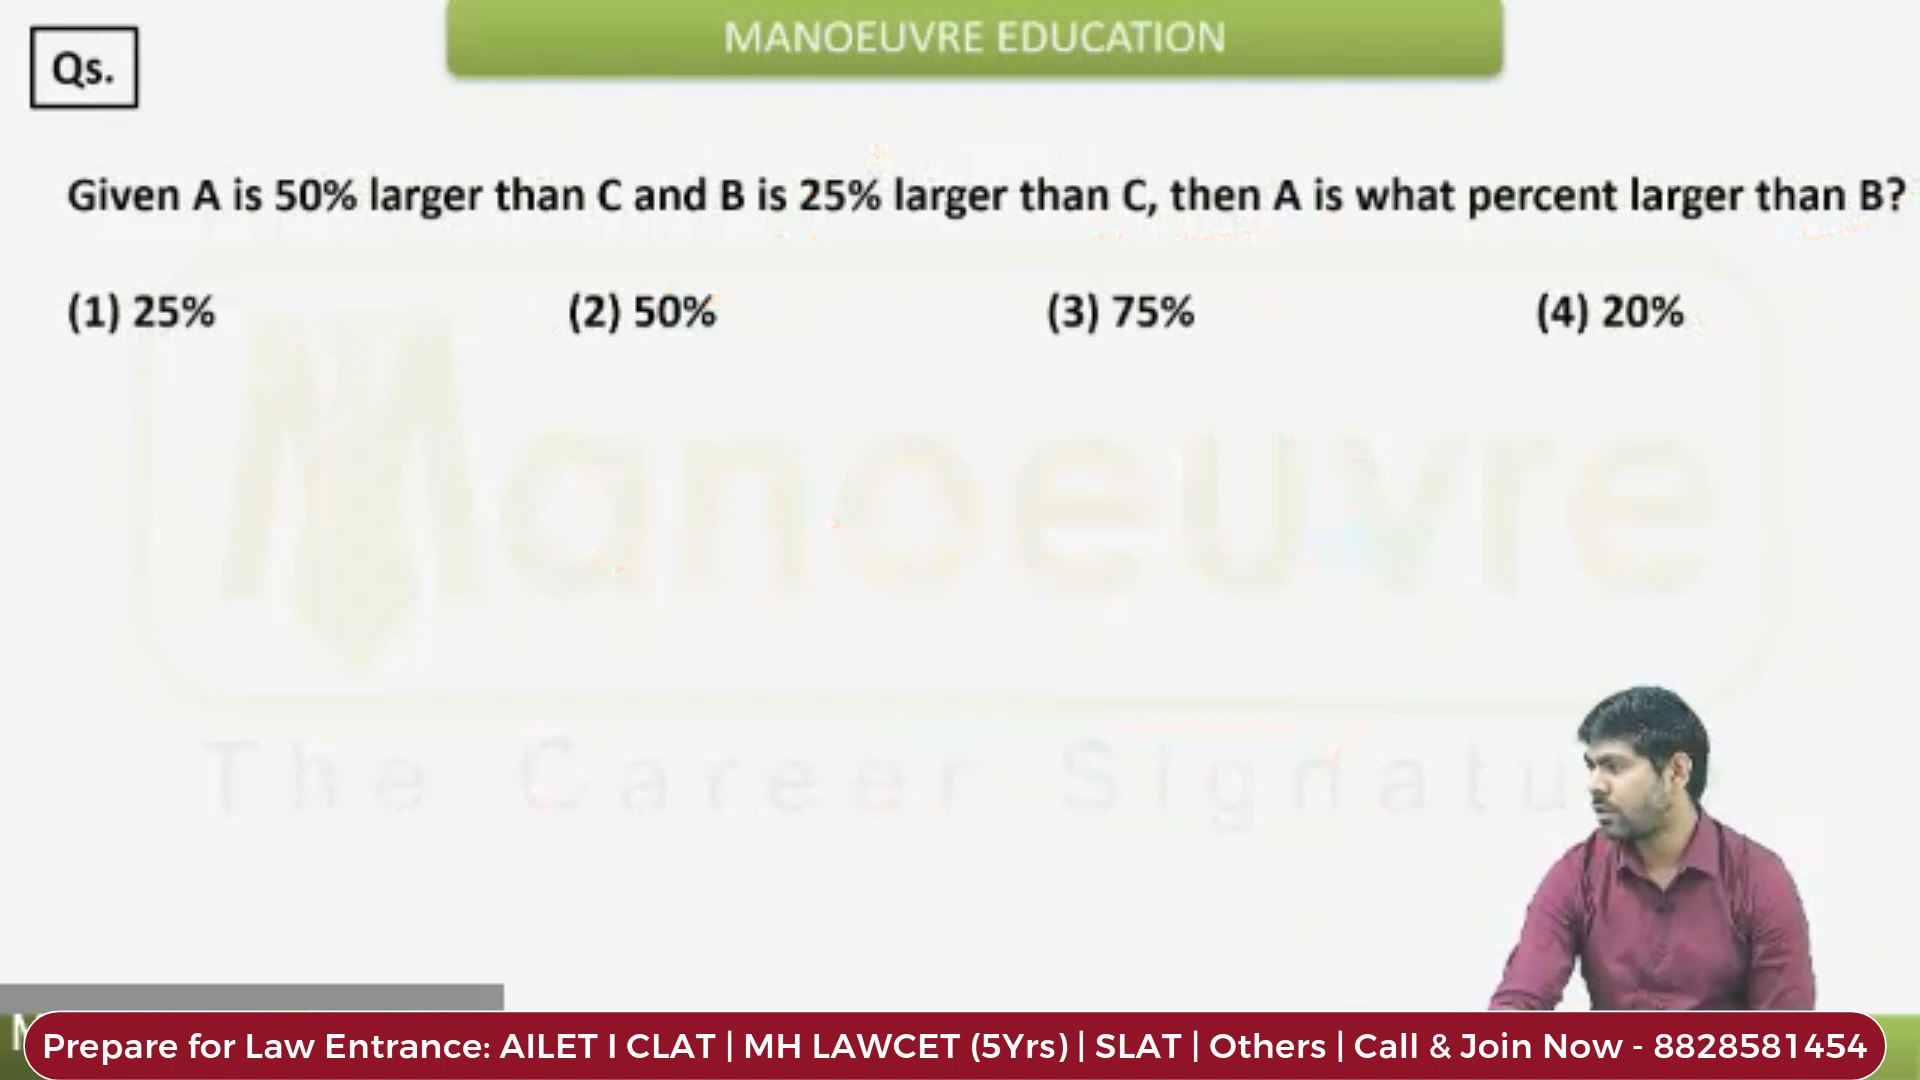 MANOEUVRE EDUCATION
Qs.
Given A is 50% larger than C and B is 25% larger than C, then A is what percent larger than B?
(1) 25% (2) 50% (3) 75% (4) 20%
Manoeuvre
The Career Signatu
M
Prepare for Law Entrance: AILET I CLAT | MH LAWCET (5Yrs) | SLAT | Others | Call & Join Now - 8828581454